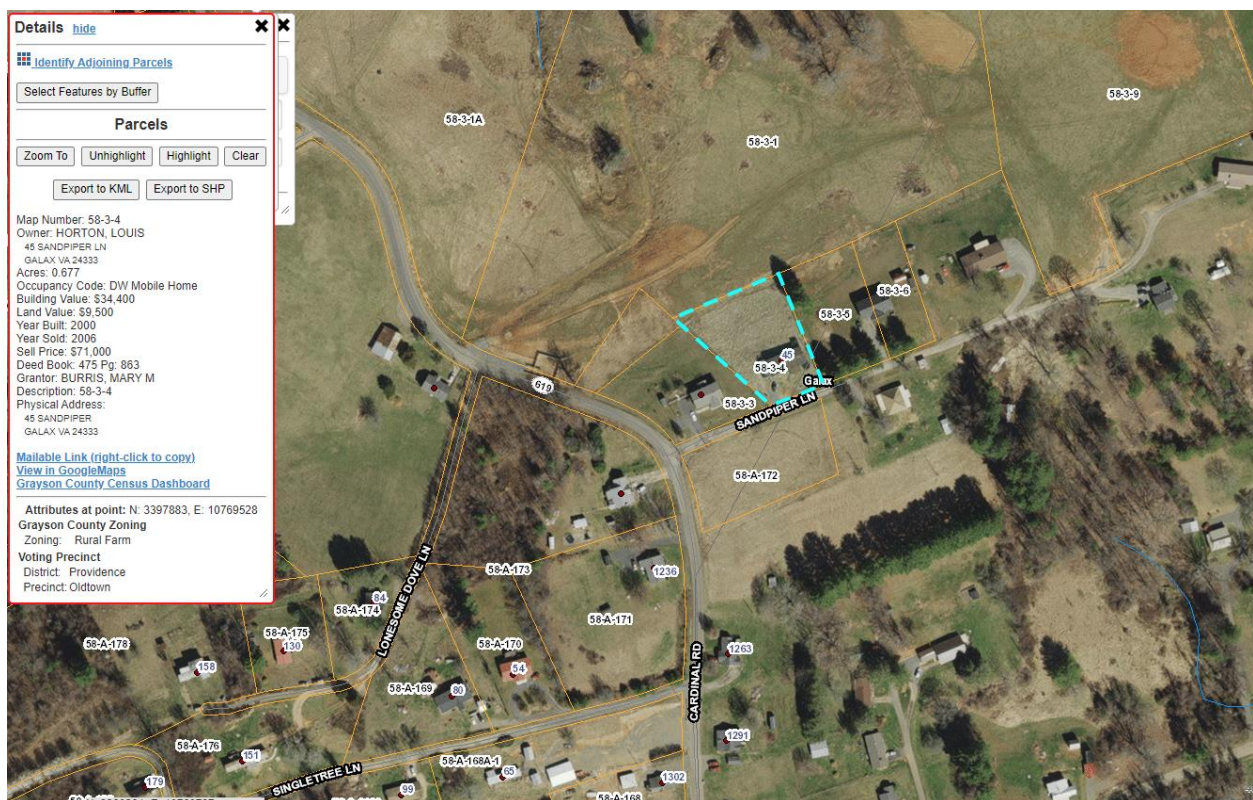 Details hide
Identify Adjoining Parcels
Select Features by Buffer
Parcels
Zoom To Unhighlight Highlight Clear
Export to KML Export to SHP
Map Number: 58-3-4
Owner: HORTON, LOUIS
45 SANDPIPER LN
GALAX VA 24333
Acres: 0.677
Occupancy Code: DW Mobile Home
Building Value: $34,400
Land Value: $9,500
Year Built: 2000
Year Sold: 2006
Sell Price: $71,000
Deed Book: 475 Pg: 863
Grantor: BURRIS, MARY M
Description: 58-3-4
Physical Address:
45 SANDPIPER
GALAX VA 24333
Mailable Link (right-click to copy)
View in GoogleMaps
Grayson County Census Dashboard
Attributes at point: N: 3397883, E: 10769528
Grayson County Zoning
Zoning: Rural Farm
Voting Precinct
District: Providence
Precinct: Oldtown
58-3-9
58-3-1A
58-3-1
58-3-6
58-3-5
45
58-3-4
Galax
619
58-3-3
SANDPIPER LN
58-A-172
LONESOME DOVE LN
58-A-173
1236
84
58-A-174
58-A-171
58-A-175
130
58-A-178
58-A-170
158
54
1263
58-A-169
80
CARDINAL RD
1291
58-A-176
151
58-A-168A-1
65
SINGLETREE LN
179
99
1302
58-A-168